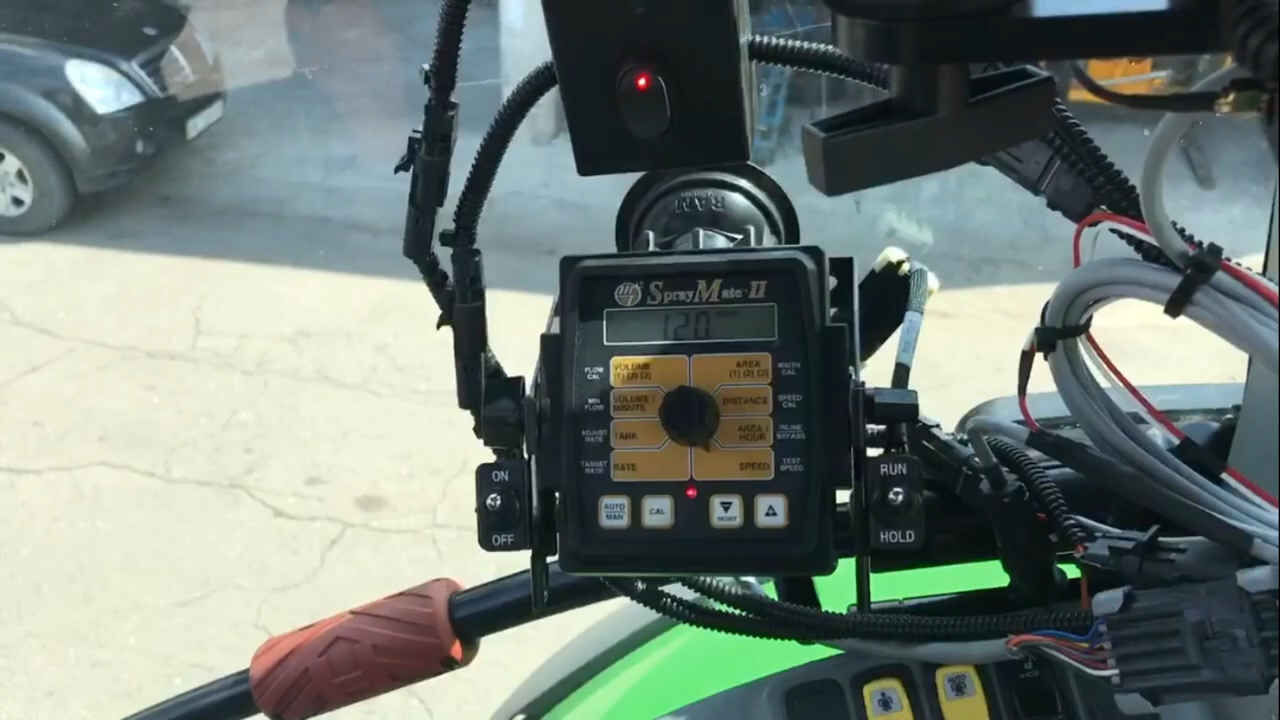 RAM
SprayMate II
120
FLOW CAL
VOLUME (1) (2) (3)
AREA (1) (2) (3)
WIDTH CAL
MIN FLOW
VOLUME / MINUTE
DISTANCE
SPEED CAL
ADJUST RATE
TANK
AREA / HOUR
INLINE BYPASS
TARGET RATE
RATE
SPEED
TEST SPEED
ON
OFF
AUTO MAN
CAL
RESET
RUN
HOLD
AUTO